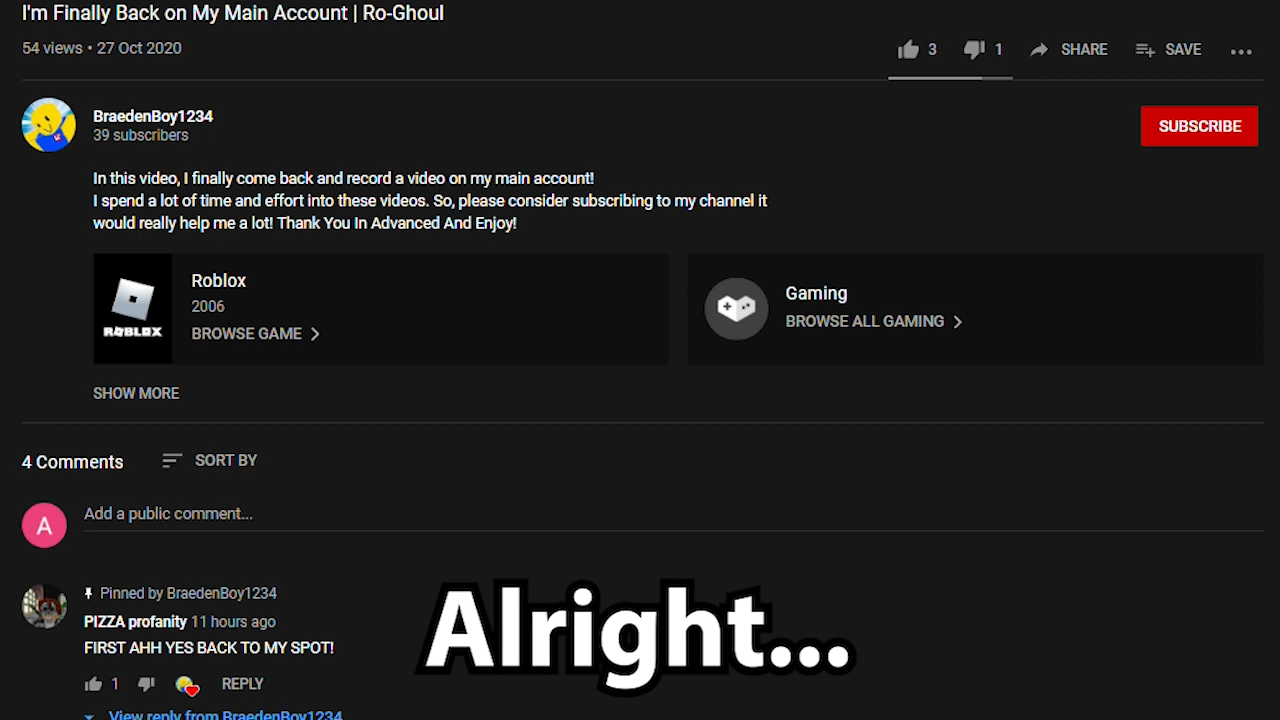 I'm Finally Back on My Main Account | Ro-Ghoul
54 views • 27 Oct 2020
3
1
SHARE
SAVE
BraedenBoy1234
39 subscribers
SUBSCRIBE
In this video, I finally come back and record a video on my main account!
I spend a lot of time and effort into these videos. So, please consider subscribing to my channel it
would really help me a lot! Thank You In Advanced And Enjoy!
ROBLOX
Roblox
2006
BROWSE GAME
Gaming
BROWSE ALL GAMING
SHOW MORE
4 Comments
SORT BY
A
Add a public comment...
Pinned by BraedenBoy1234
PIZZA profanity 11 hours ago
FIRST AHH YES BACK TO MY SPOT!
1
REPLY
View reply from BraedenBoy1234
Alright...